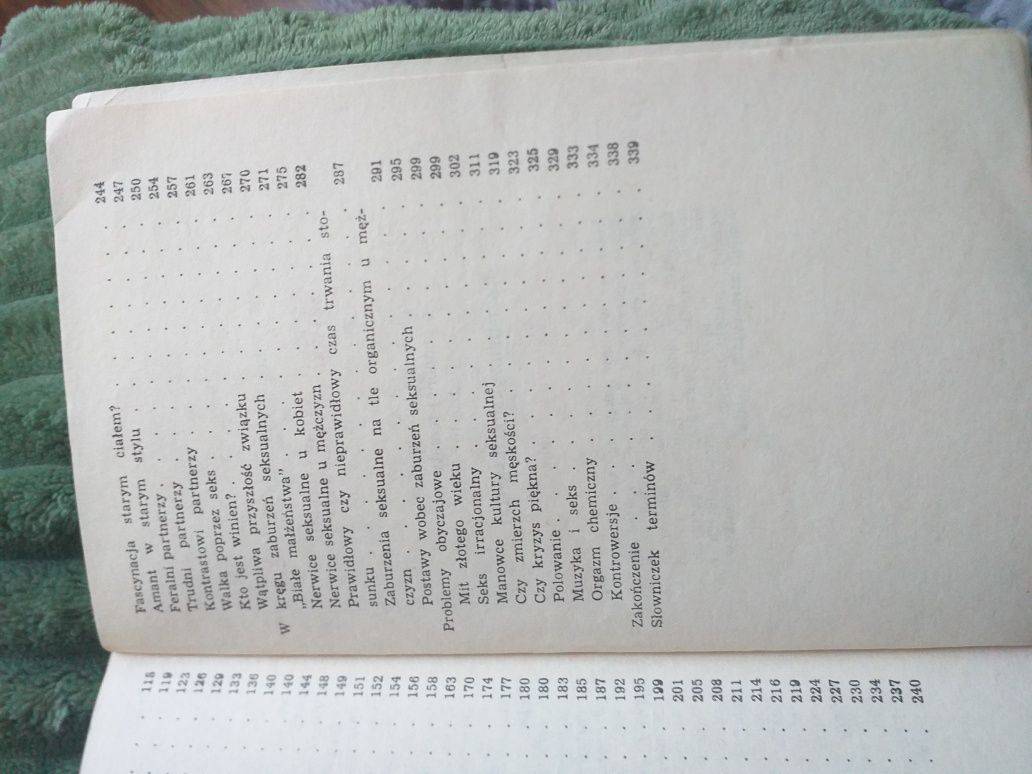 115
119
123
126
129
133
136
140
140
144
148
149
151
152
154
156
158
163
170
174
177
180
180
183
185
187
192
195
199
201
205
208
211
214
216
219
224
227
230
234
237
240
Fascynacja starym ciałem? . . . . . . 244
Amant w starym stylu . . . . . . 247
Feralni partnerzy . . . . . . . 250
Trudni partnerzy . . . . . . . 254
Kontrastowi partnerzy . . . . . . 257
Walka poprzez seks . . . . . . . 261
Kto jest winien? . . . . . . . 263
Wątpliwa przyszłość związku . . . . . 267
W kręgu zaburzeń seksualnych . . . . . 270
„Białe małżeństwa” . . . . . . . 271
Nerwice seksualne u kobiet . . . . . 275
Nerwice seksualne u mężczyzn . . . . . 282
Prawidłowy czy nieprawidłowy czas trwania sto-
sunku . . . . . . . . . 287
Zaburzenia seksualne na tle organicznym u męż-
czyzn . . . . . . . . . 291
Postawy wobec zaburzeń seksualnych . . . . 295
Problemy obyczajowe . . . . . . . 299
Mit złotego wieku . . . . . . . 299
Seks irracjonalny . . . . . . . 302
Manowce kultury seksualnej . . . . . 311
Czy zmierzch męskości? . . . . . . 319
Czy kryzys piękna? . . . . . . . 323
Polowanie . . . . . . . . . 325
Muzyka i seks . . . . . . . . 329
Orgazm chemiczny . . . . . . . 333
Kontrowersje . . . . . . . . 334
Zakończenie . . . . . . . . . 338
Słowniczek terminów . . . . . . . 339